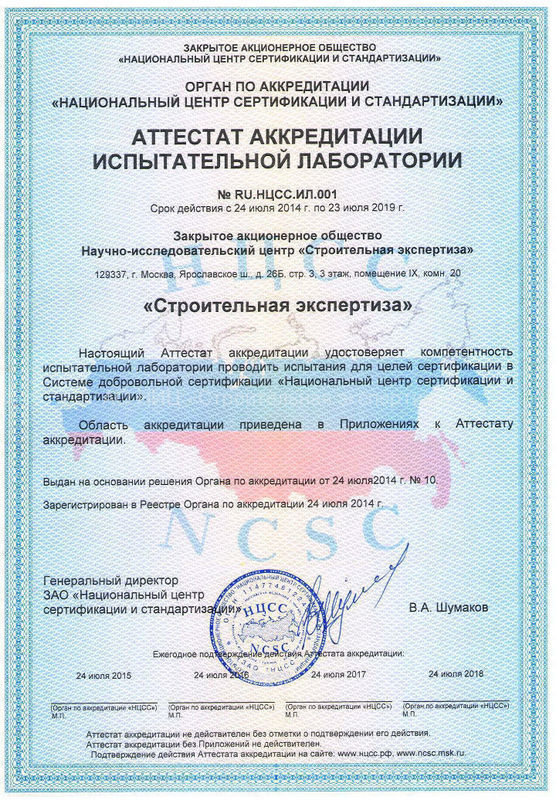 ЗАКРЫТОЕ АКЦИОНЕРНОЕ ОБЩЕСТВО
«НАЦИОНАЛЬНЫЙ ЦЕНТР СЕРТИФИКАЦИИ И СТАНДАРТИЗАЦИИ»
ОРГАН ПО АККРЕДИТАЦИИ
«НАЦИОНАЛЬНЫЙ ЦЕНТР СЕРТИФИКАЦИИ И СТАНДАРТИЗАЦИИ»
АТТЕСТАТ АККРЕДИТАЦИИ
ИСПЫТАТЕЛЬНОЙ ЛАБОРАТОРИИ
№ RU.НЦСС.ИЛ.001
Срок действия с 24 июля 2014 г. по 23 июля 2019 г.
Закрытое акционерное общество
Научно-исследовательский центр «Строительная экспертиза»
НЦСС
129337, г. Москва, Ярославское ш., д. 26Б, стр. 3, 3 этаж, помещение IX, комн. 20
«Строительная экспертиза»
Настоящий Аттестат аккредитации удостоверяет компетентность
испытательной лаборатории проводить испытания для целей сертификации в
Системе добровольной сертификации «Национальный центр сертификации и
стандартизации».
Область аккредитации приведена в Приложениях к Аттестату
аккредитации.
Выдан на основании решения Органа по аккредитации от 24 июля2014 г. № 10.
Зарегистрирован в Реестре Органа по аккредитации 24 июля 2014 г.
NCSC
Генеральный директор
ЗАО «Национальный центр
сертификации и стандартизации»
В.А. Шумаков
НЦСС
NCSC
Ежегодное подтверждение действия Аттестата аккредитации:
24 июля 2015 24 июля 2016 24 июля 2017 24 июля 2018
(Орган по аккредитации «НЦСС») (Орган по аккредитации «НЦСС») (Орган по аккредитации «НЦСС») (Орган по аккредитации «НЦСС»)
М.П. М.П. М.П. М.П.
Аттестат аккредитации не действителен без отметки о подтверждении его действия.
Аттестат аккредитации без Приложений не действителен.
Подтверждение действия Аттестата аккредитации на сайте: www.нцсс.рф, www.ncsc.msk.ru.